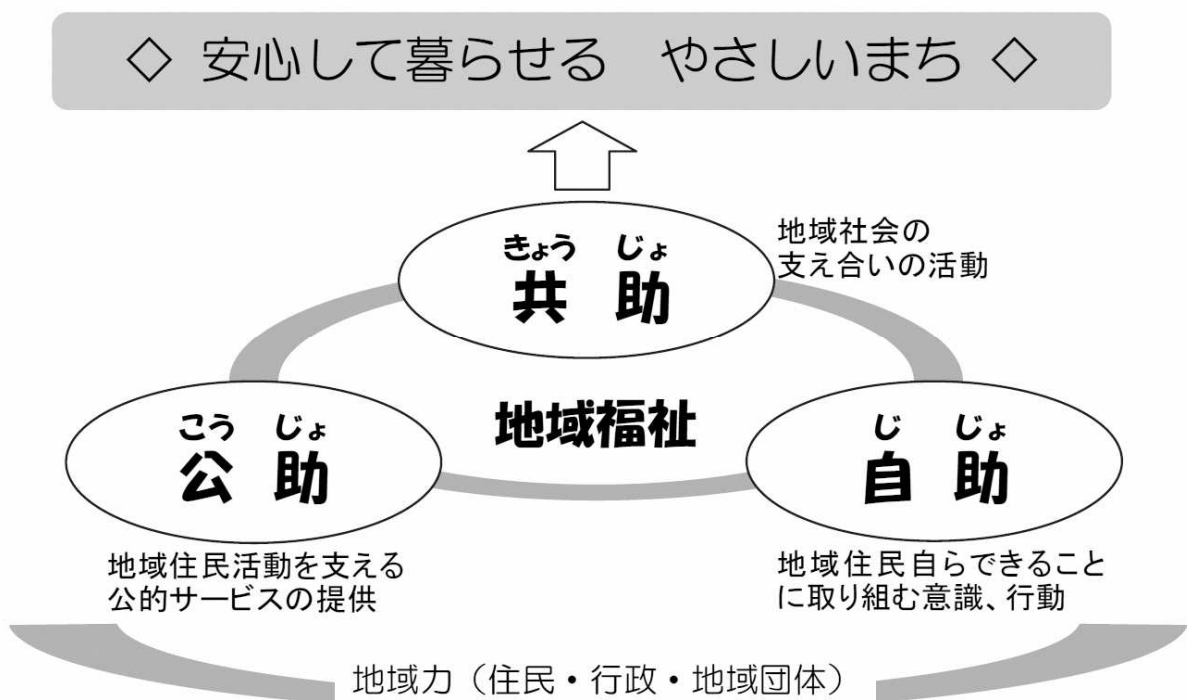 ◇ 安心して暮らせる　やさしいまち ◇
きょう じょ
共 助
地域社会の
支え合いの活動
地域福祉
こう じょ
公 助
じ じょ
自 助
地域住民活動を支える
公的サービスの提供
地域住民自らできること
に取り組む意識、行動
地域力（住民・行政・地域団体）